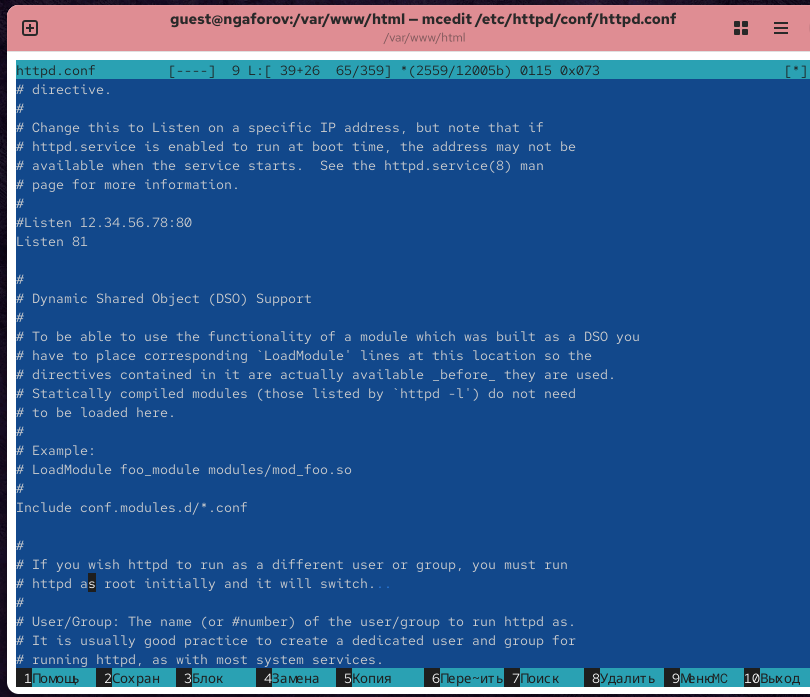 guest@ngaforov:/var/www/html — mcedit /etc/httpd/conf/httpd.conf
/var/www/html
httpd.conf [----] 9 L:[ 39+26 65/359] *(2559/12005b) 0115 0x073 [*]
# directive.
#
# Change this to Listen on a specific IP address, but note that if
# httpd.service is enabled to run at boot time, the address may not be
# available when the service starts.  See the httpd.service(8) man
# page for more information.
#
#Listen 12.34.56.78:80
Listen 81
#
# Dynamic Shared Object (DSO) Support
#
# To be able to use the functionality of a module which was built as a DSO you
# have to place corresponding `LoadModule' lines at this location so the
# directives contained in it are actually available _before_ they are used.
# Statically compiled modules (those listed by `httpd -l') do not need
# to be loaded here.
#
# Example:
# LoadModule foo_module modules/mod_foo.so
#
Include conf.modules.d/*.conf
#
# If you wish httpd to run as a different user or group, you must run
# httpd as root initially and it will switch...
#
# User/Group: The name (or #number) of the user/group to run httpd as.
# It is usually good practice to create a dedicated user and group for
# running httpd, as with most system services.
1Помощь 2Сохран 3Блок 4Замена 5Копия 6Пере~ить 7Поиск 8Удалить 9МенюMC 10Выход